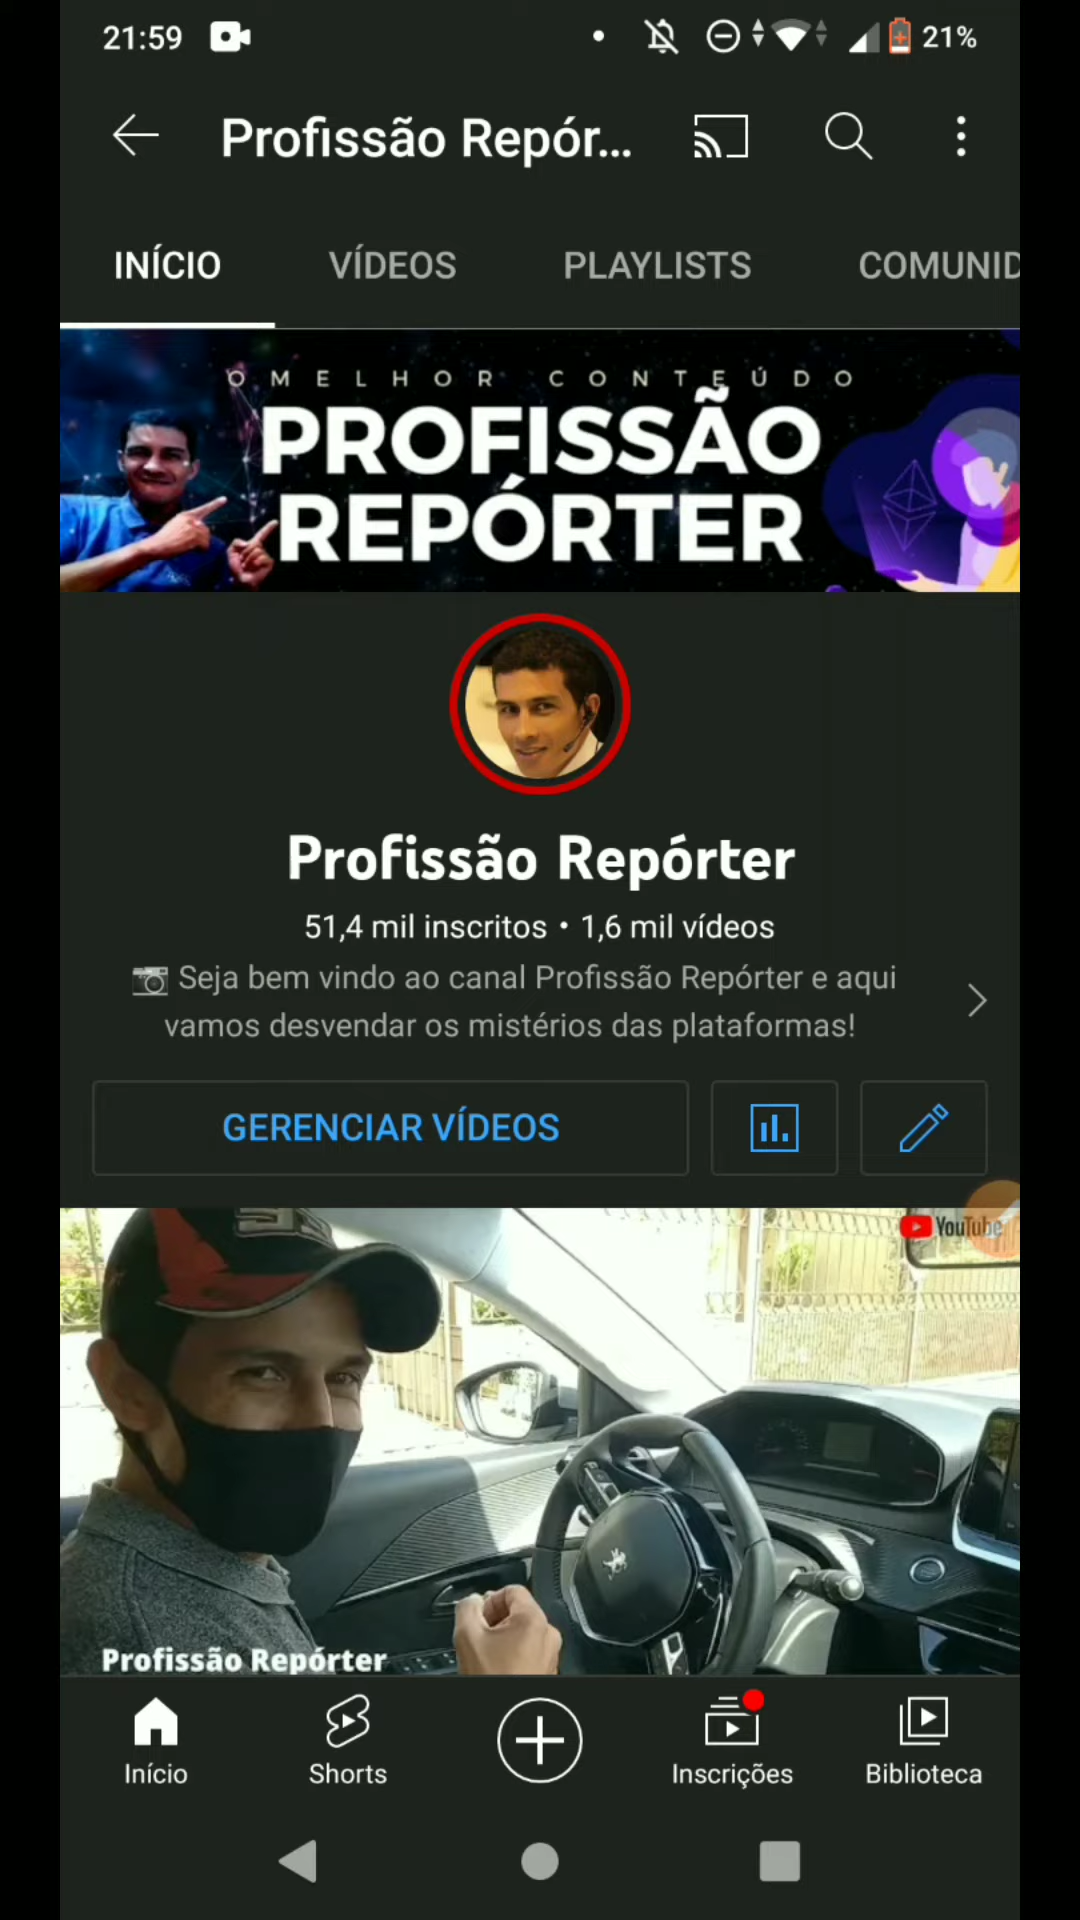 21:59
21%
Profissão Repór...
INÍCIO VÍDEOS PLAYLISTS COMUNID
O MELHOR CONTEÚDO
PROFISSÃO
REPÓRTER
Profissão Repórter
51,4 mil inscritos • 1,6 mil vídeos
Seja bem vindo ao canal Profissão Repórter e aqui
vamos desvendar os mistérios das plataformas!
GERENCIAR VÍDEOS
YouTube
Profissão Repórter
Início Shorts Inscrições Biblioteca